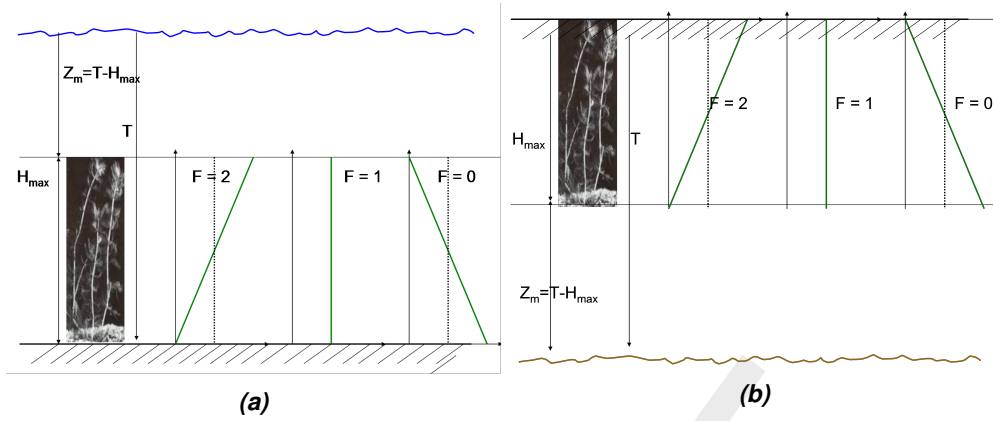 Zm=T-Hmax
T
Hmax
F = 2
F = 1
F = 0
(a)
F = 2
F = 1
F = 0
Hmax
T
Zm=T-Hmax
(b)